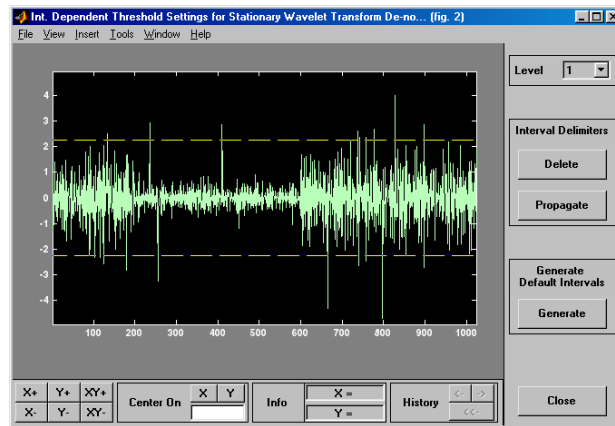 Int. Dependent Threshold Settings for Stationary Wavelet Transform De-no... (fig. 2)
File View Insert Tools Window Help
Level 1
4
3
2
1
0
-1
-2
-3
-4
100 200 300 400 500 600 700 800 900 1000
Interval Delimiters
Delete
Propagate
Generate
Default Intervals
Generate
X+ Y+ XY+
X- Y- XY-
Center On X Y
Info X =
Y =
History <- ->
<<-
Close